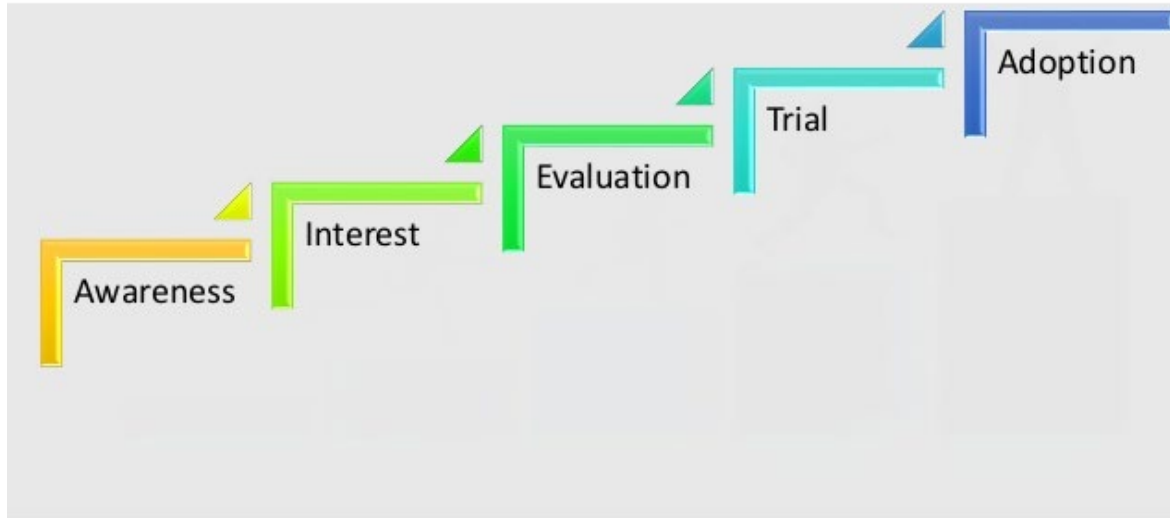 Awareness
Interest
Evaluation
Trial
Adoption